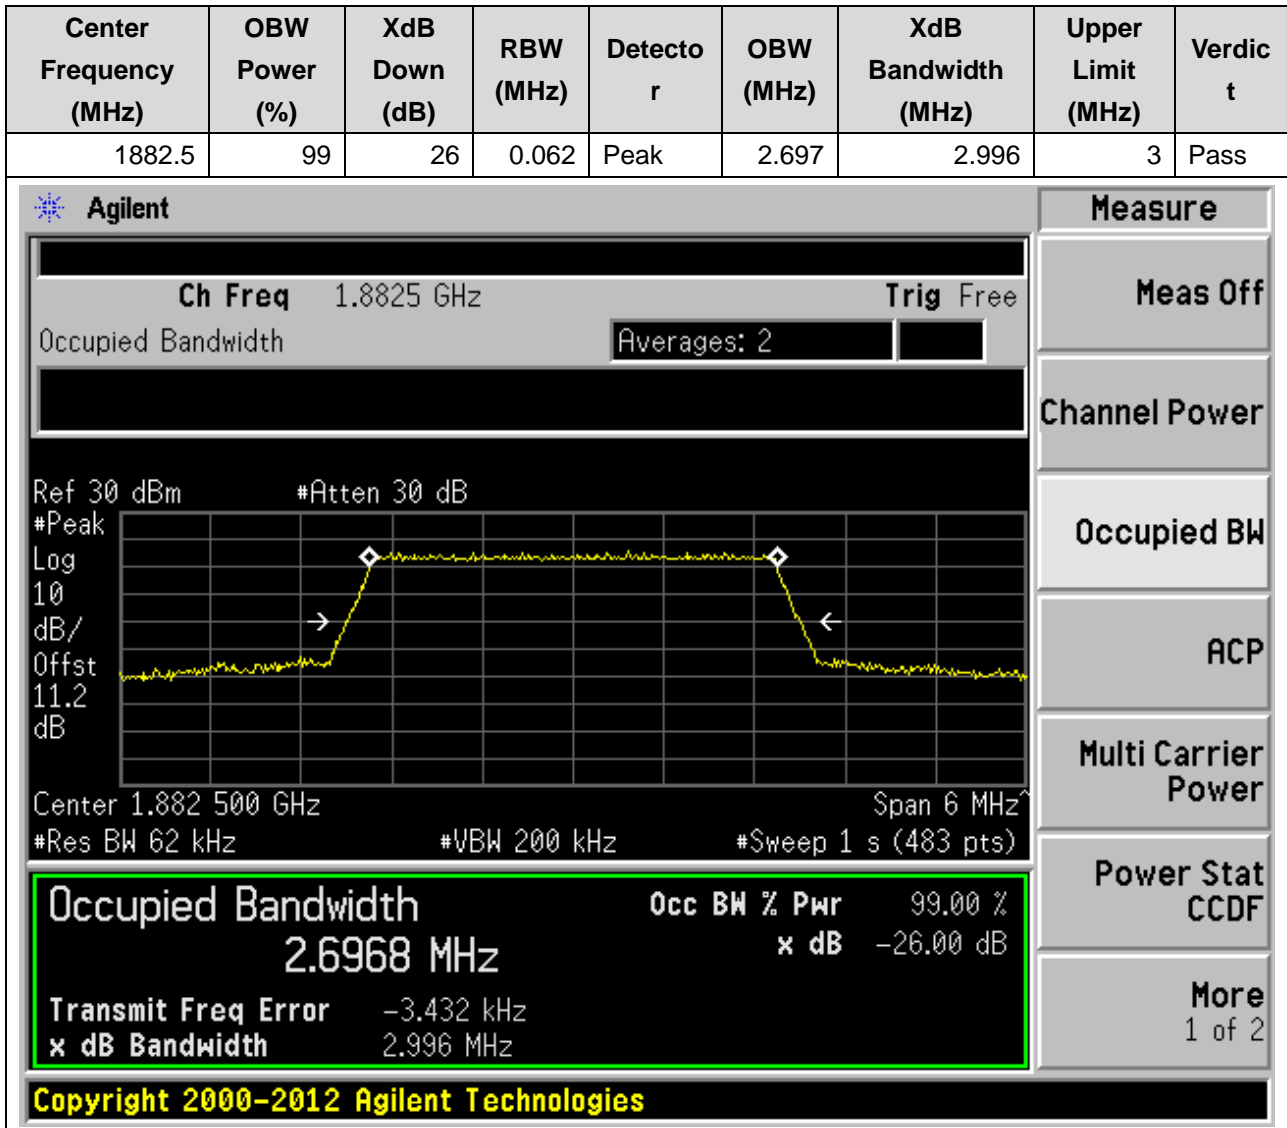 Center Frequency (MHz) OBW Power (%) XdB Down (dB) RBW (MHz) Detecto r OBW (MHz) XdB Bandwidth (MHz) Upper Limit (MHz) Verdic t
1882.5 99 26 0.062 Peak 2.697 2.996 3 Pass
Agilent
Measure
Ch Freq 1.8825 GHz Trig Free
Occupied Bandwidth Averages: 2
Meas Off
Channel Power
Occupied BW
ACP
Multi Carrier
Power
Power Stat
CCDF
More
1 of 2
Ref 30 dBm #Atten 30 dB
#Peak
Log
10
dB/
Offst
11.2
dB
Center 1.882 500 GHz Span 6 MHz^
#Res BW 62 kHz #VBW 200 kHz #Sweep 1 s (483 pts)
Occupied Bandwidth Occ BW % Pwr 99.00 %
2.6968 MHz x dB -26.00 dB
Transmit Freq Error -3.432 kHz
x dB Bandwidth 2.996 MHz
Copyright 2000-2012 Agilent Technologies